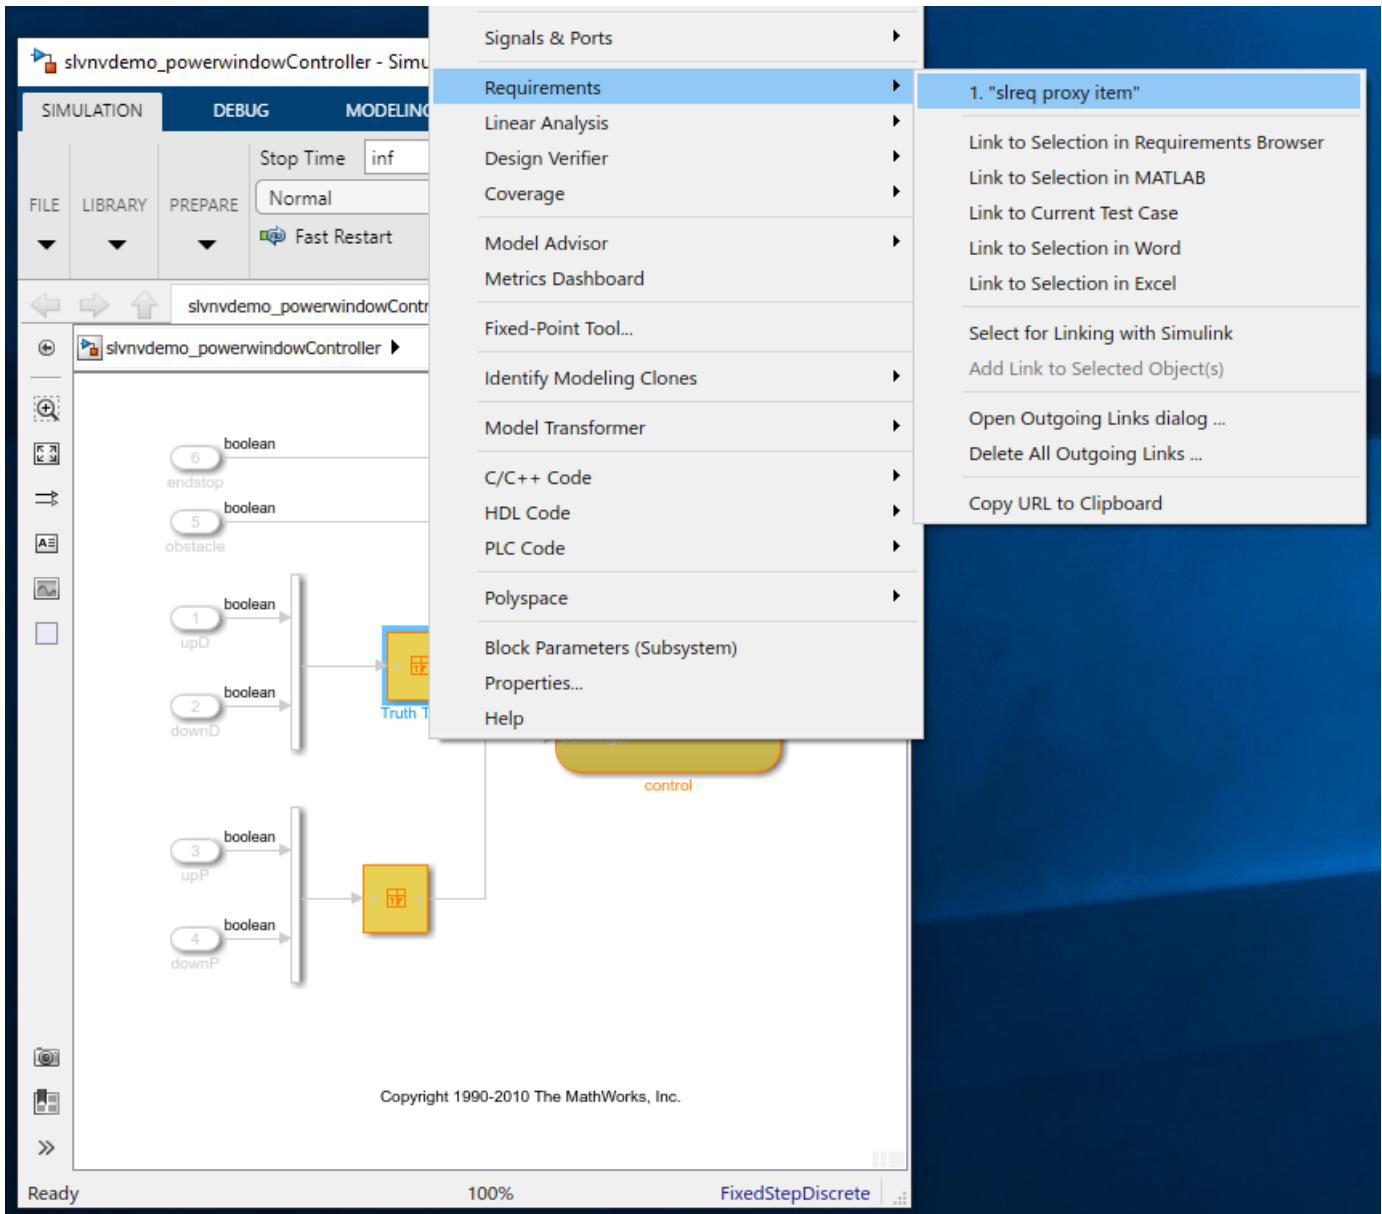 slvnvdemo_powerwindowController - Simu
SIMULATION
DEBUG
MODELING
Stop Time
inf
Normal
FILE
LIBRARY
PREPARE
Fast Restart
slvnvdemo_powerwindowContr
slvnvdemo_powerwindowController
boolean
6
endstop
boolean
5
obstacle
boolean
1
upD
boolean
2
downD
Truth T
control
boolean
3
upP
boolean
4
downP
Copyright 1990-2010 The MathWorks, Inc.
Ready
100%
FixedStepDiscrete
Signals & Ports
Requirements
Linear Analysis
Design Verifier
Coverage
Model Advisor
Metrics Dashboard
Fixed-Point Tool...
Identify Modeling Clones
Model Transformer
C/C++ Code
HDL Code
PLC Code
Polyspace
Block Parameters (Subsystem)
Properties...
Help
1. "slreq proxy item"
Link to Selection in Requirements Browser
Link to Selection in MATLAB
Link to Current Test Case
Link to Selection in Word
Link to Selection in Excel
Select for Linking with Simulink
Add Link to Selected Object(s)
Open Outgoing Links dialog ...
Delete All Outgoing Links ...
Copy URL to Clipboard